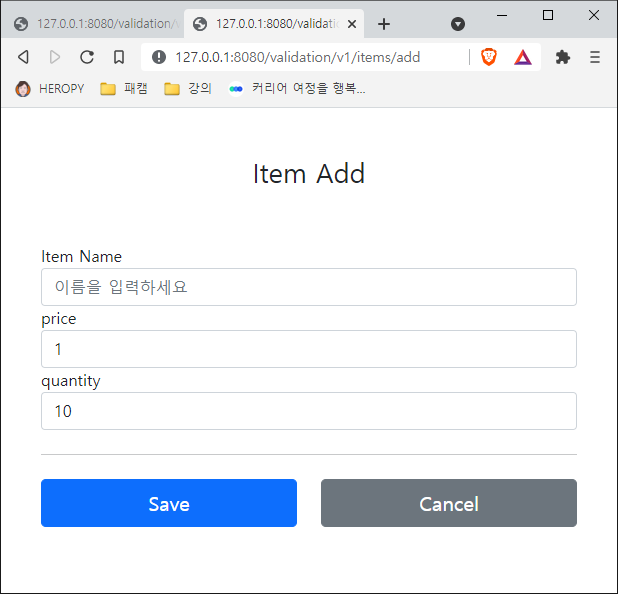 127.0.0.1:8080/validation/v
127.0.0.1:8080/validation
127.0.0.1:8080/validation/v1/items/add
HEROPY 패캠 강의 커리어 여정을 행복...
Item Add
Item Name
이름을 입력하세요
price
1
quantity
10
Save Cancel